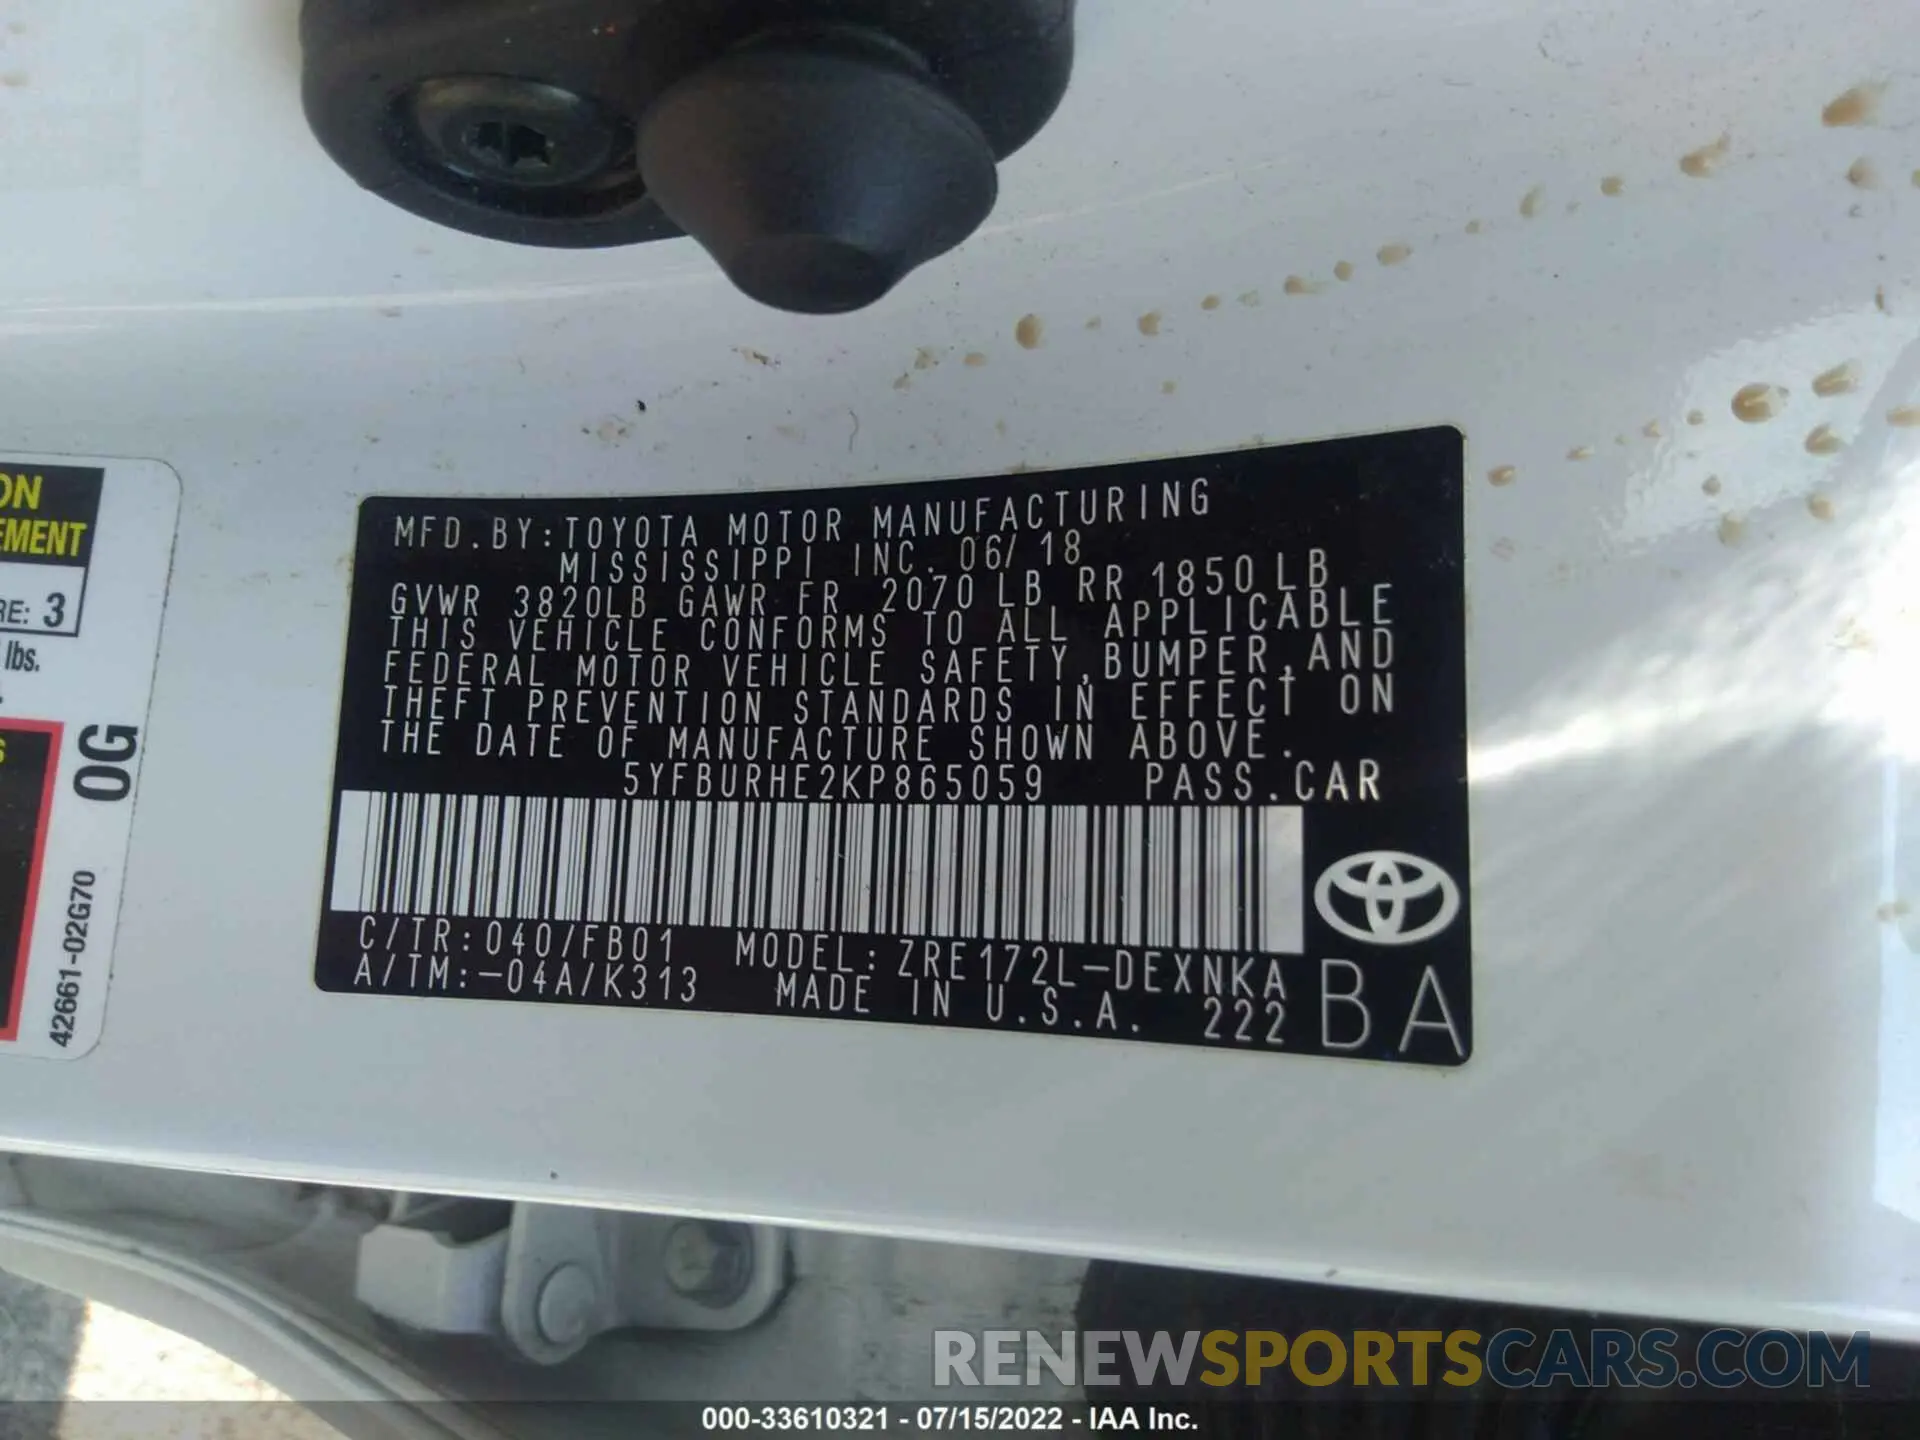 MFD.BY:TOYOTA MOTOR MANUFACTURING
MISSISSIPPI INC. 06/18
GVWR 3820LB GAWR FR 2070 LB RR 1850LB
THIS VEHICLE CONFORMS TO ALL APPLICABLE
FEDERAL MOTOR VEHICLE SAFETY,BUMPER,AND
THEFT PREVENTION STANDARDS IN EFFECT ON
THE DATE OF MANUFACTURE SHOWN ABOVE.
5YFBURHE2KP865059 PASS.CAR
C/TR:040/FB01 MODEL:ZRE172L-DEXNKA
A/TM:-04A/K313 MADE IN U.S.A. 222
BA
RE: 3
lbs.
0G
42661-02G70
RENEWSPORTSCARS.COM
000-33610321 - 07/15/2022 - IAA Inc.